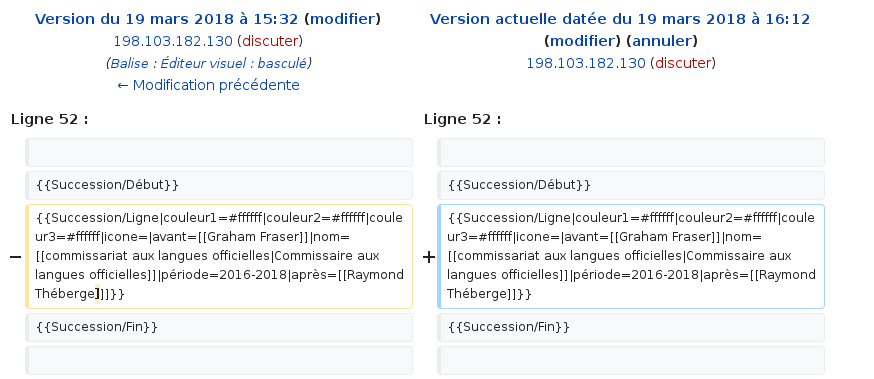 Version du 19 mars 2018 à 15:32 (modifier)
198.103.182.130 (discuter)
(Balise : Éditeur visuel : basculé)
← Modification précédente
Version actuelle datée du 19 mars 2018 à 16:12
(modifier) (annuler)
198.103.182.130 (discuter)
Ligne 52 :
Ligne 52 :
{{Succession/Début}}
{{Succession/Début}}
−
{{Succession/Ligne|couleur1=#ffffff|couleur2=#ffffff|coule
ur3=#ffffff|icone=|avant=[[Graham Fraser]]|nom=
[[commissariat aux langues officielles|Commissaire aux
langues officielles]]|période=2016-2018|après=[[Raymond
Théberge]]]}}
+
{{Succession/Ligne|couleur1=#ffffff|couleur2=#ffffff|coule
ur3=#ffffff|icone=|avant=[[Graham Fraser]]|nom=
[[commissariat aux langues officielles|Commissaire aux
langues officielles]]|période=2016-2018|après=[[Raymond
Théberge]]}}
{{Succession/Fin}}
{{Succession/Fin}}